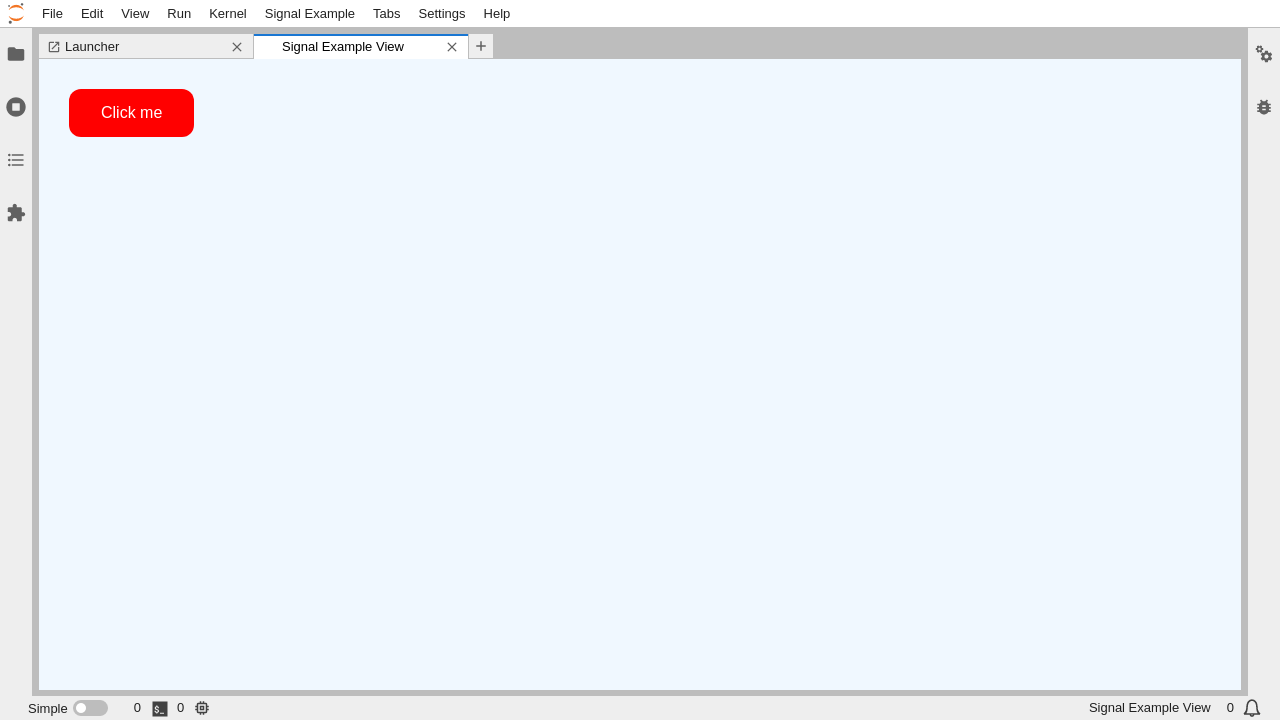 File Edit View Run Kernel Signal Example Tabs Settings Help
Launcher Signal Example View
Click me
Simple 0 0 Signal Example View 0